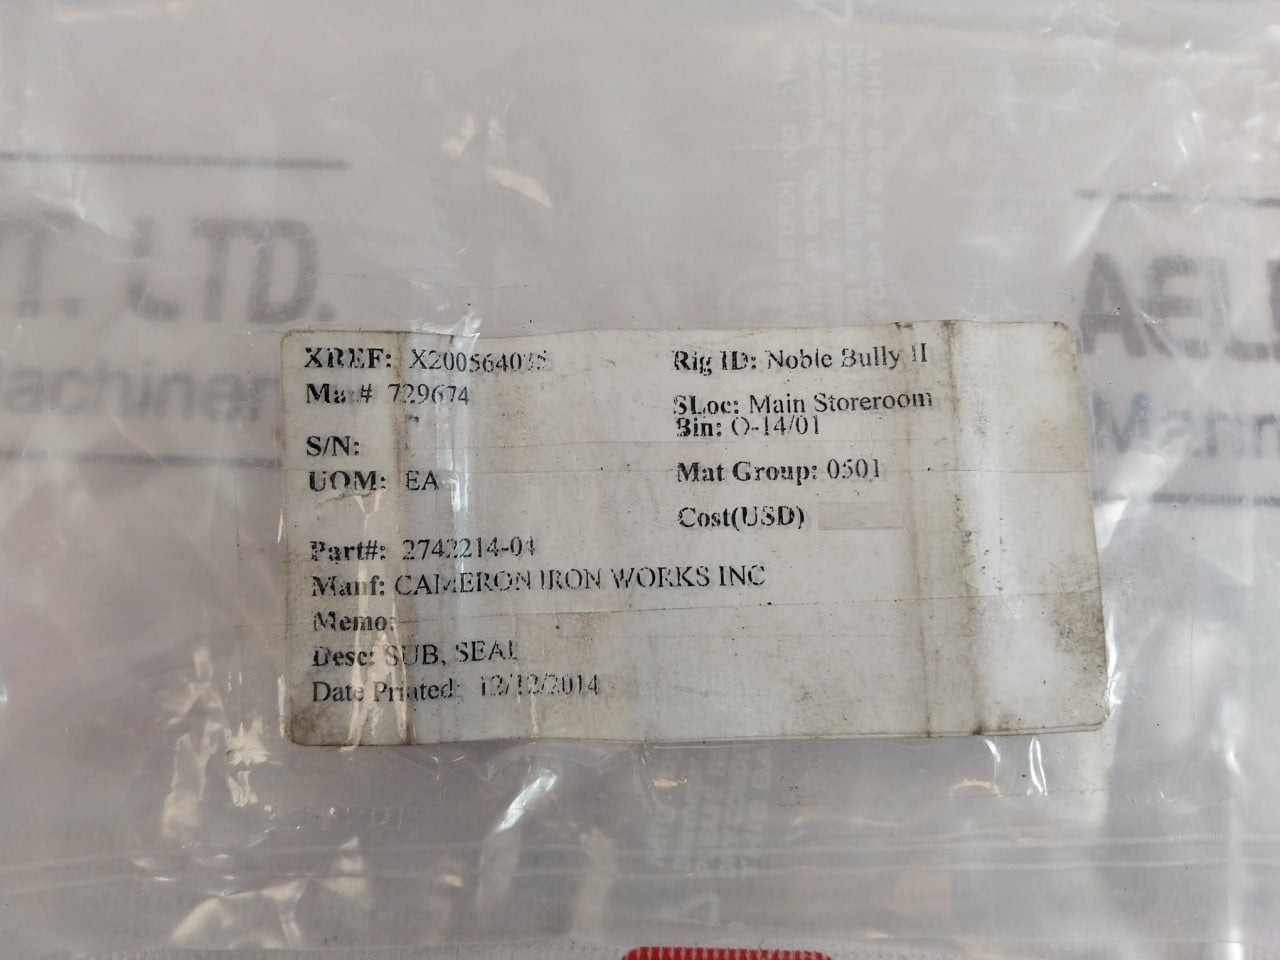 T. LTD.
AEL
achiner
Marin
XREF: X200564035
Rig ID: Noble Bully II
Mat # 729674
SLoc: Main Storeroom
Bin: O-14/01
S/N:
UOM: EA
Mat Group: 0501
Cost(USD)
Part#: 2742214-04
Manf: CAMERON IRON WORKS INC
Memo:
Desc: SUB, SEAL
Date Printed: 12/12/2014